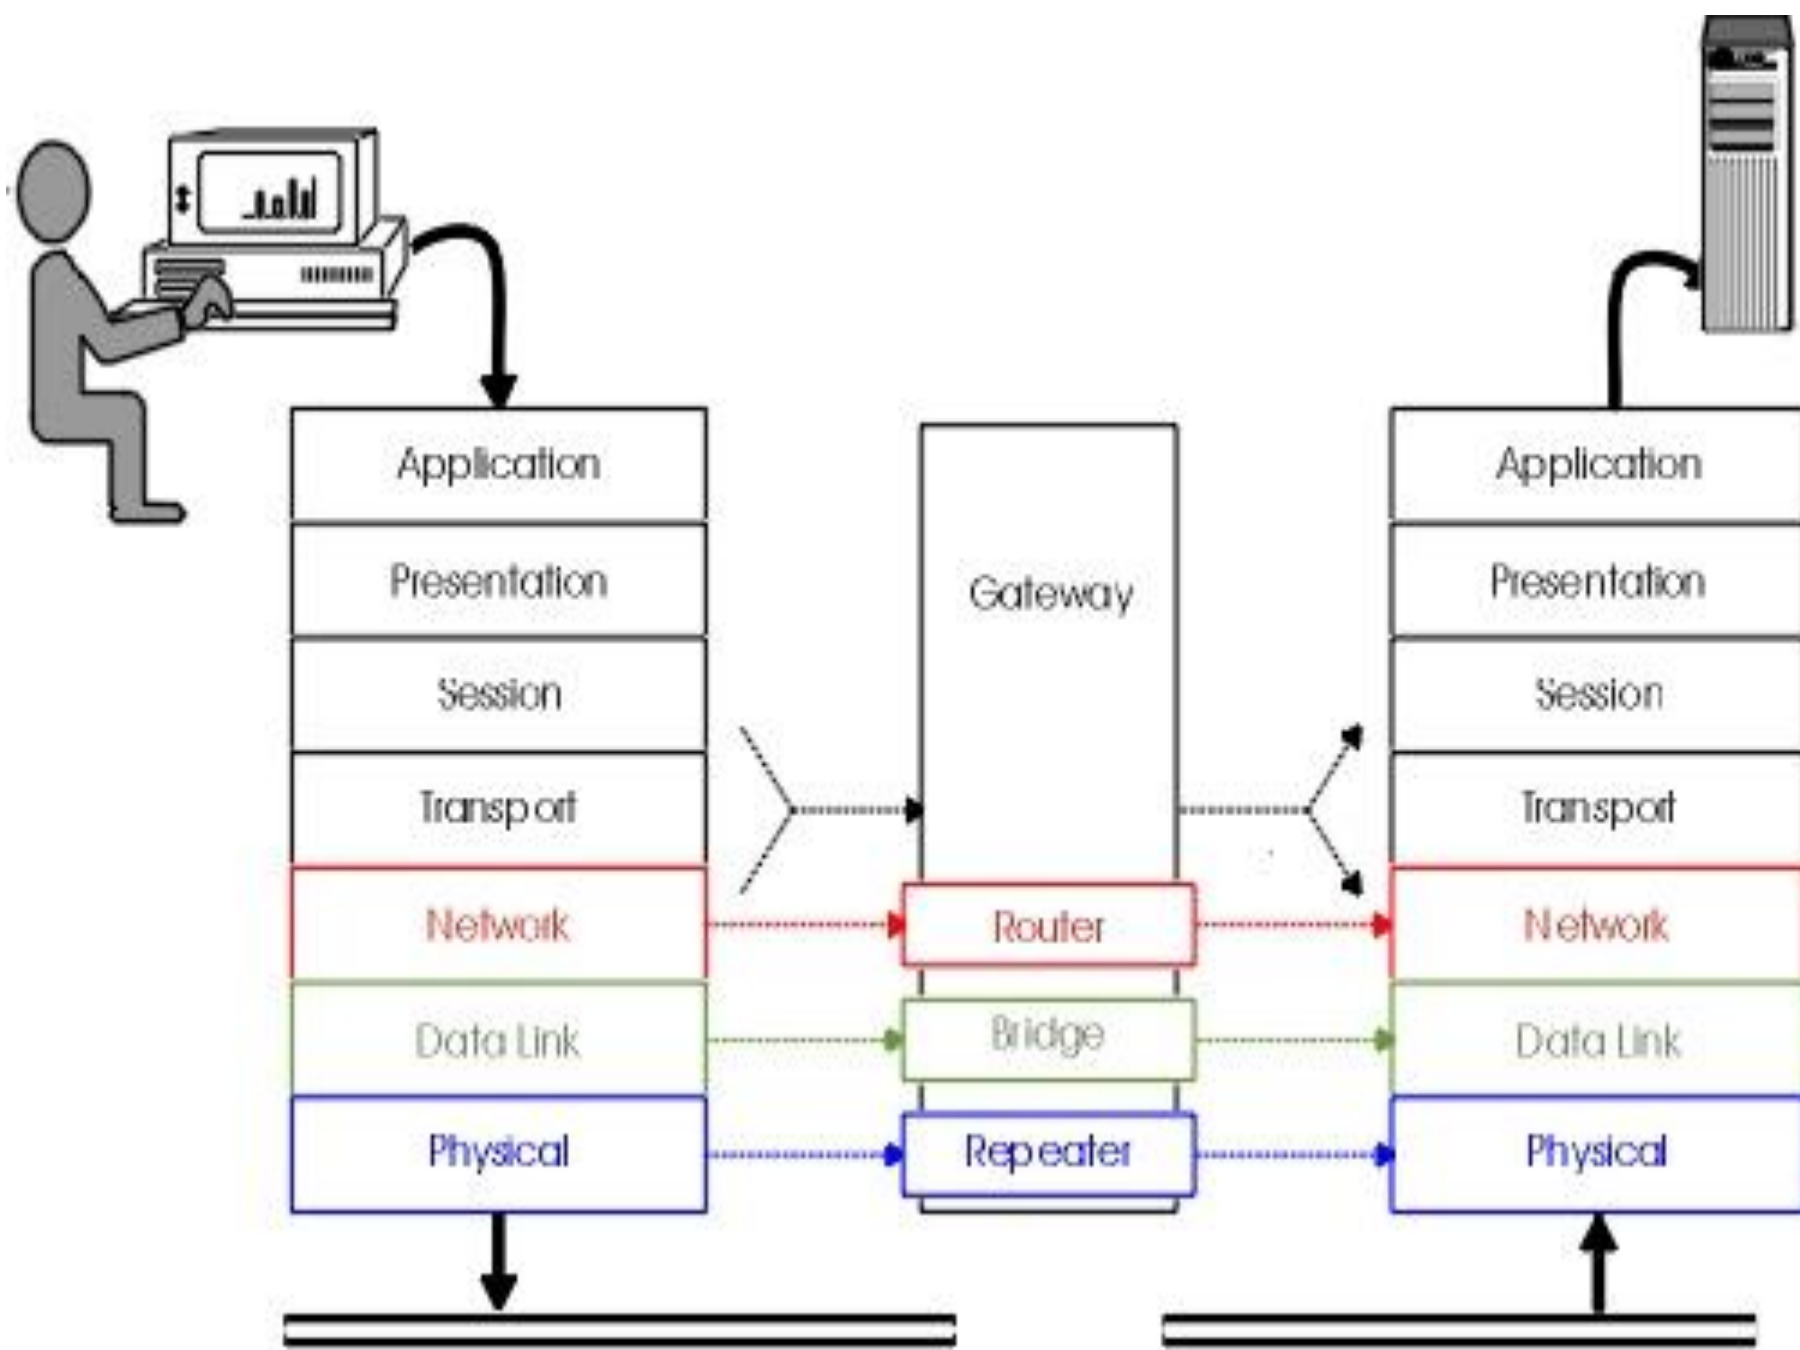 Application
Presentation
Session
Transport
Network
Data Link
Physical
Gateway
Router
Bridge
Repeater
Application
Presentation
Session
Transport
Network
Data Link
Physical